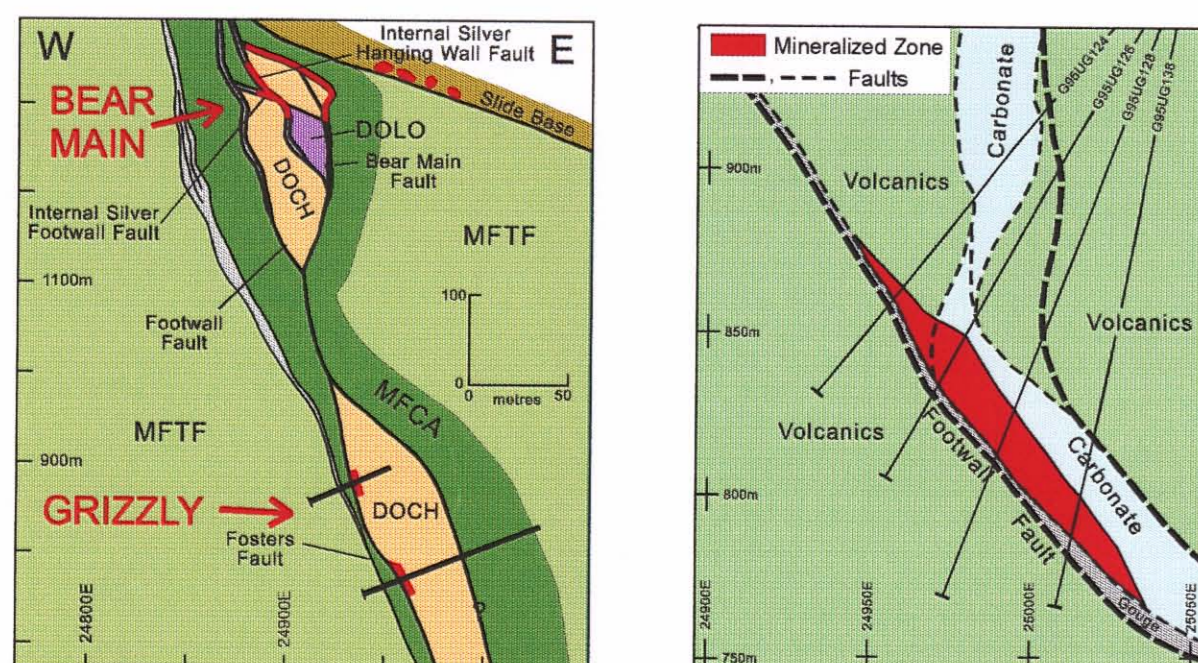 W
Internal Silver
Hanging Wall Fault
E
BEAR
MAIN
Slide Base
DOLO
Bear Main
Fault
DOCH
Internal Silver
Footwall Fault
MFTF
1100m
100
Footwall
Fault
0
0 metres 50
MFCA
MFTF
900m
GRIZZLY
DOCH
Fosters
Fault
24800E
24900E
Mineralized Zone
Faults
G95UG124
G95UG126
G95UG128
G95UG138
Carbonate
900m
Volcanics
850m
Volcanics
Volcanics
Footwall
Fault
Carbonate
800m
Gouge
24900E
24950E
25000E
25050E
750m